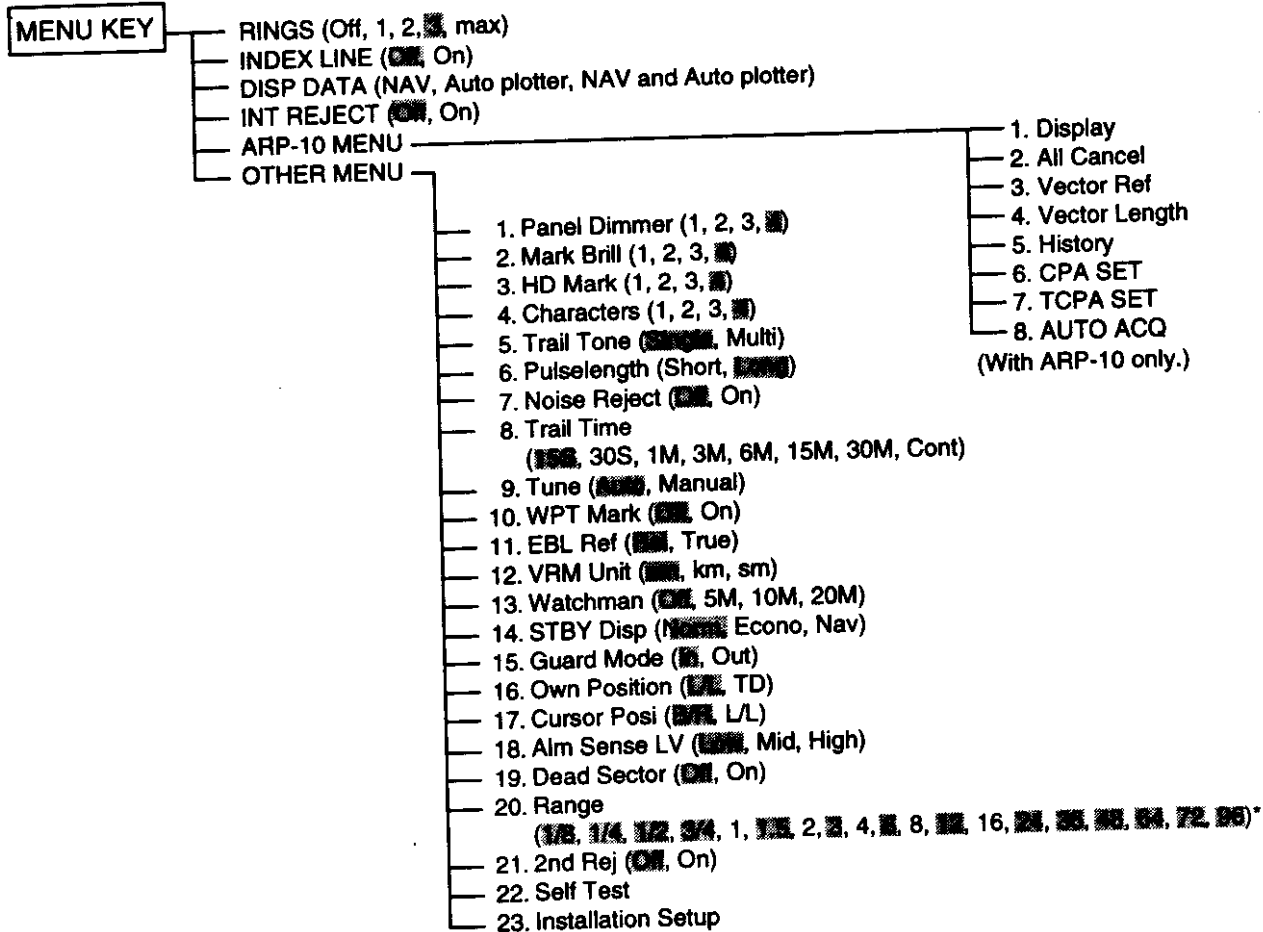 MENU KEY
RINGS (Off, 1, 2, 3, max)
INDEX LINE (Off, On)
DISP DATA (NAV, Auto plotter, NAV and Auto plotter)
INT REJECT (Off, On)
ARP-10 MENU
OTHER MENU
1. Display
2. All Cancel
3. Vector Ref
4. Vector Length
5. History
6. CPA SET
7. TCPA SET
8. AUTO ACQ
(With ARP-10 only.)
1. Panel Dimmer (1, 2, 3, )
2. Mark Brill (1, 2, 3, )
3. HD Mark (1, 2, 3, )
4. Characters (1, 2, 3, )
5. Trail Tone (Single, Multi)
6. Pulselength (Short, Long)
7. Noise Reject (Off, On)
8. Trail Time
(15S, 30S, 1M, 3M, 6M, 15M, 30M, Cont)
9. Tune (Auto, Manual)
10. WPT Mark (Off, On)
11. EBL Ref (Rel, True)
12. VRM Unit (nm, km, sm)
13. Watchman (Off, 5M, 10M, 20M)
14. STBY Disp (Norm, Econo, Nav)
15. Guard Mode (In, Out)
16. Own Position (L/L, TD)
17. Cursor Posi (B/R, L/L)
18. Alm Sense LV (Low, Mid, High)
19. Dead Sector (Off, On)
20. Range
(1/8, 1/4, 1/2, 3/4, 1, 1.5, 2, 3, 4, 6, 8, 12, 16, 24, 36, 48, 64, 72, 96)*
21. 2nd Rej (Off, On)
22. Self Test
23. Installation Setup